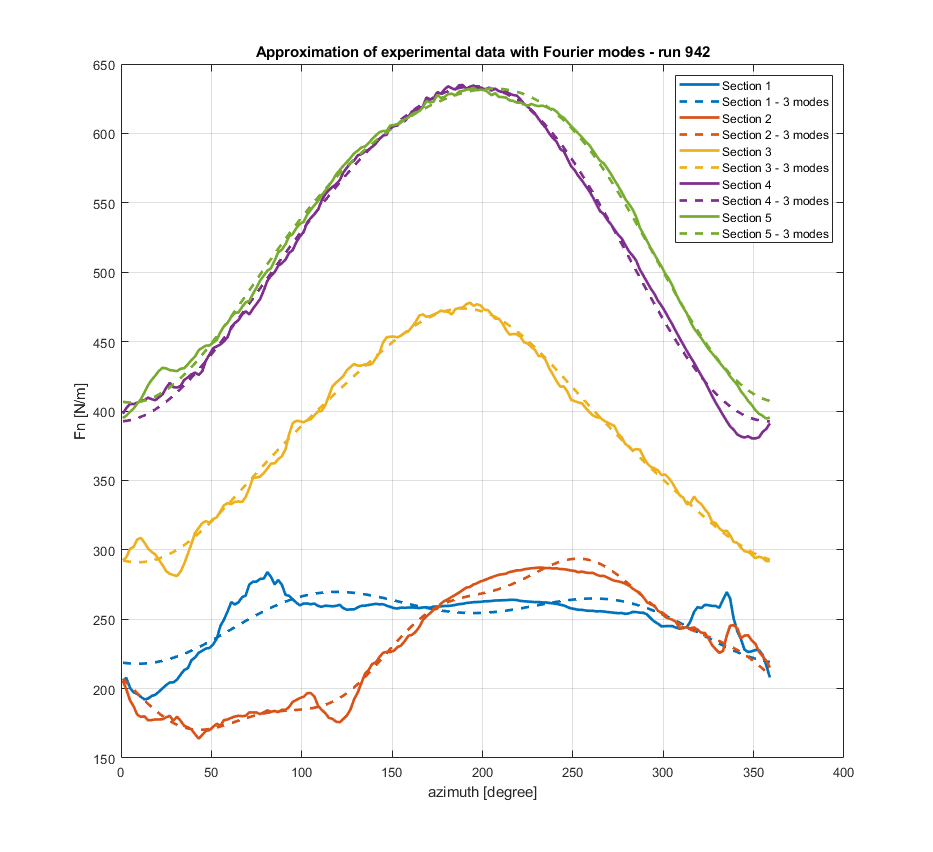 Approximation of experimental data with Fourier modes - run 942
650
600
550
500
450
400
350
300
250
200
150
Fn [N/m]
Section 1
Section 1 - 3 modes
Section 2
Section 2 - 3 modes
Section 3
Section 3 - 3 modes
Section 4
Section 4 - 3 modes
Section 5
Section 5 - 3 modes
0 50 100 150 200 250 300 350 400
azimuth [degree]